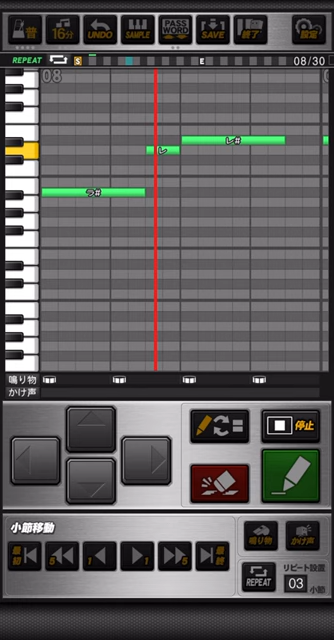 昔 16分 UNDO SAMPLE PASS WORD SAVE 終了 設定
REPEAT S E 08/30
08
レ#
レ
ラ#
鳴り物
かけ声
停止
小節移動
最初 5 1 1 5 最終
鳴り物 かけ声
REPEAT リピート設置
03 小節